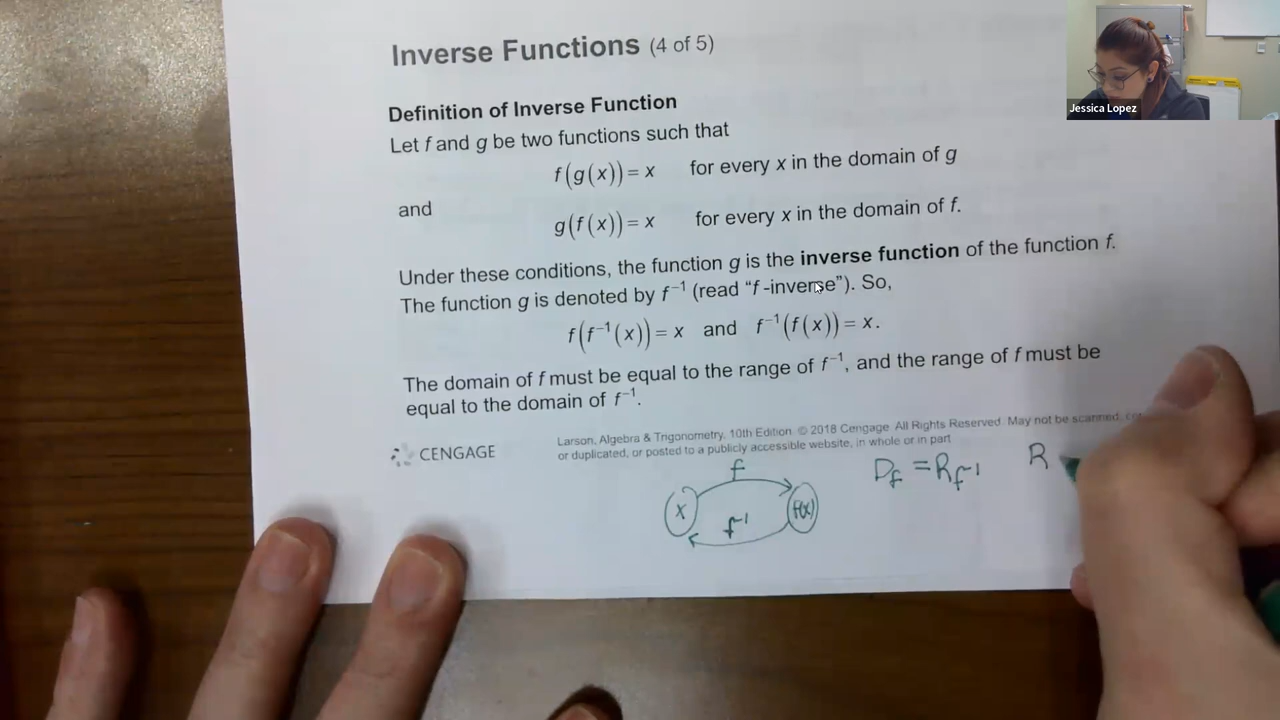 Inverse Functions (4 of 5)
Jessica Lopez
Definition of Inverse Function
Let f and g be two functions such that
f(g(x)) = x for every x in the domain of g
and
g(f(x)) = x for every x in the domain of f.
Under these conditions, the function g is the inverse function of the function f.
The function g is denoted by f⁻¹ (read “f-inverse”). So,
f(f⁻¹(x)) = x and f⁻¹(f(x)) = x.
The domain of f must be equal to the range of f⁻¹, and the range of f must be
equal to the domain of f⁻¹.
CENGAGE
Larson, Algebra & Trigonometry, 10th Edition. © 2018 Cengage. All Rights Reserved. May not be scanned,
or duplicated, or posted to a publicly accessible website, in whole or in part
f
D_f = R_f⁻¹ R
x f(x)
f⁻¹